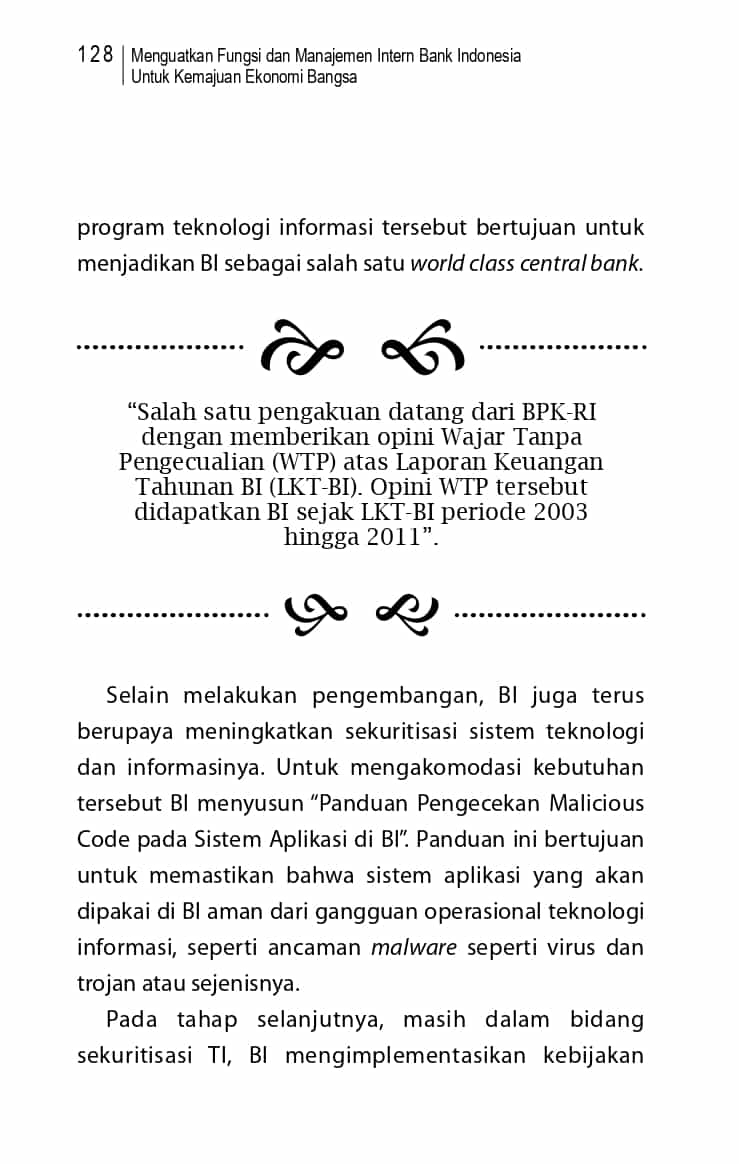 128
Menguatkan Fungsi dan Manajemen Intern Bank Indonesia
Untuk Kemajuan Ekonomi Bangsa
program teknologi informasi tersebut bertujuan untuk
menjadikan BI sebagai salah satu world class central bank.
“Salah satu pengakuan datang dari BPK-RI
dengan memberikan opini Wajar Tanpa
Pengecualian (WTP) atas Laporan Keuangan
Tahunan BI (LKT-BI). Opini WTP tersebut
didapatkan BI sejak LKT-BI periode 2003
hingga 2011”.
Selain melakukan pengembangan, BI juga terus
berupaya meningkatkan sekuritisasi sistem teknologi
dan informasinya. Untuk mengakomodasi kebutuhan
tersebut BI menyusun “Panduan Pengecekan Malicious
Code pada Sistem Aplikasi di BI”. Panduan ini bertujuan
untuk memastikan bahwa sistem aplikasi yang akan
dipakai di BI aman dari gangguan operasional teknologi
informasi, seperti ancaman malware seperti virus dan
trojan atau sejenisnya.
Pada tahap selanjutnya, masih dalam bidang
sekuritisasi TI, BI mengimplementasikan kebijakan